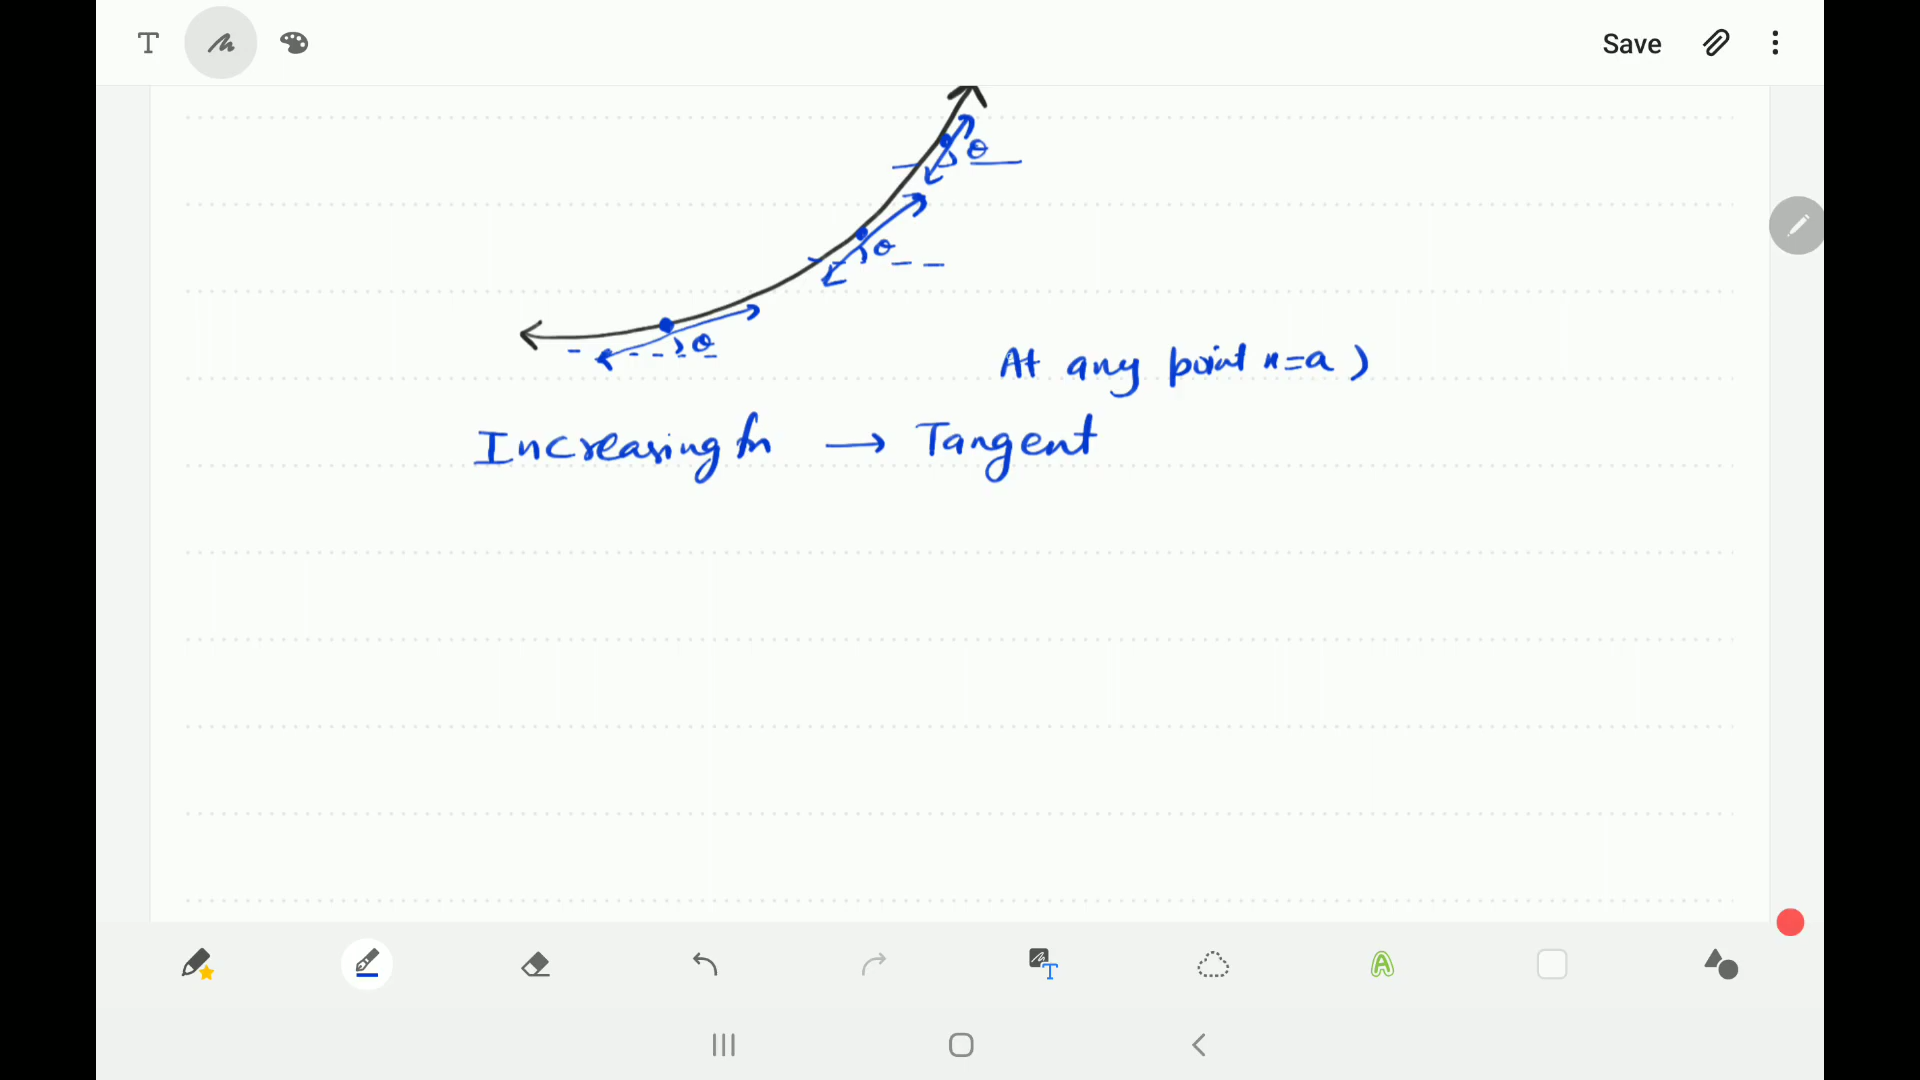 T
Save
θ
θ
θ
At any point x=a )
Increasing fn → Tangent
T
A